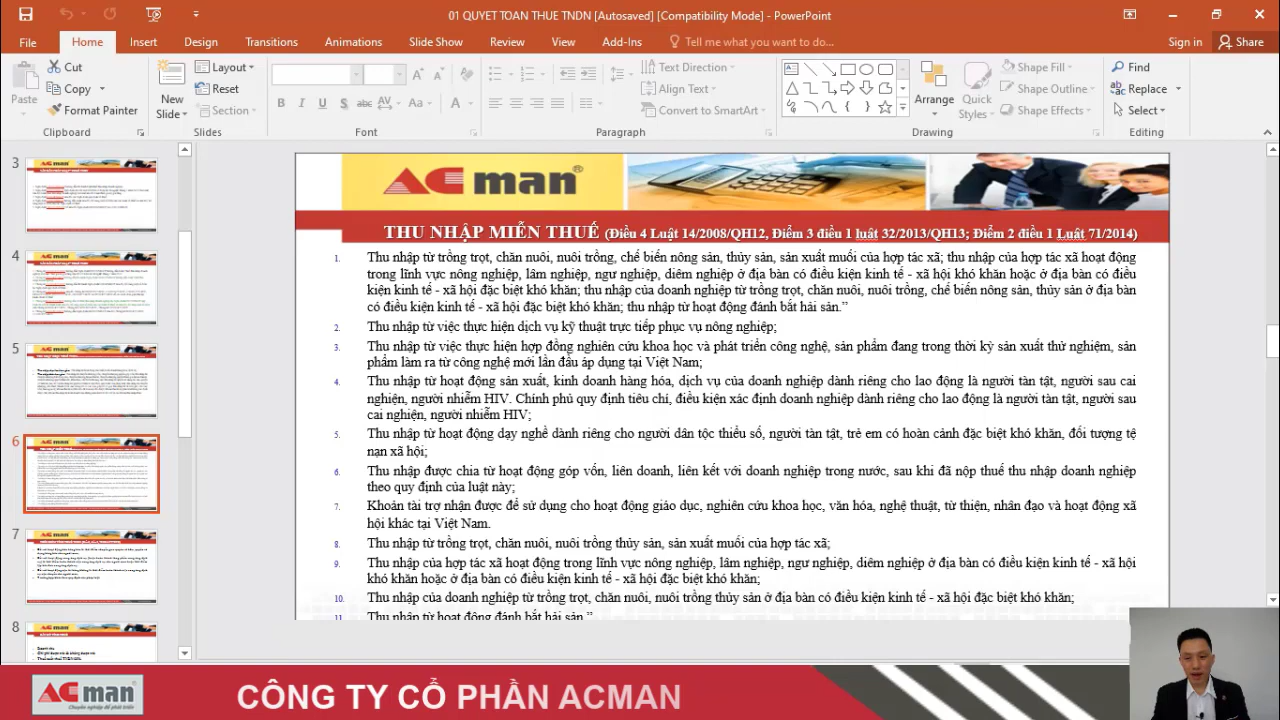 01 QUYET TOAN THUE TNDN [Autosaved] [Compatibility Mode] - PowerPoint
File Home Insert Design Transitions Animations Slide Show Review View Add-Ins Tell me what you want to do... Sign in Share
Cut
Copy
Format Painter
Paste
Clipboard
New Slide
Layout
Reset
Section
Slides
Font
Text Direction
Align Text
Convert to SmartArt
Paragraph
Arrange
Quick Styles
Shape Fill
Shape Outline
Shape Effects
Drawing
Find
Replace
Select
Editing
3
4
5
6
7
8
ACman®
THU NHẬP MIỄN THUẾ (Điều 4 Luật 14/2008/QH12, Điểm 3 điều 1 luật 32/2013/QH13; Điểm 2 điều 1 Luật 71/2014)
1. Thu nhập từ trồng trọt, chăn nuôi, nuôi trồng, chế biến nông sản, thủy sản, sản xuất muối của hợp tác xã; thu nhập của hợp tác xã hoạt động
trong lĩnh vực nông nghiệp, lâm nghiệp, ngư nghiệp, diêm nghiệp ở địa bàn có điều kiện kinh tế - xã hội khó khăn hoặc ở địa bàn có điều
kiện kinh tế - xã hội đặc biệt khó khăn; thu nhập của doanh nghiệp từ trồng trọt, chăn nuôi, nuôi trồng, chế biến nông sản, thủy sản ở địa bàn
có điều kiện kinh tế - xã hội đặc biệt khó khăn; thu nhập từ hoạt động đánh bắt hải sản.
2. Thu nhập từ việc thực hiện dịch vụ kỹ thuật trực tiếp phục vụ nông nghiệp;
3. Thu nhập từ việc thực hiện hợp đồng nghiên cứu khoa học và phát triển công nghệ, sản phẩm đang trong thời kỳ sản xuất thử nghiệm, sản
phẩm làm ra từ công nghệ mới lần đầu áp dụng tại Việt Nam;
4. Thu nhập từ hoạt động sản xuất, kinh doanh hàng hóa, dịch vụ của doanh nghiệp dành riêng cho lao động là người tàn tật, người sau cai
nghiện, người nhiễm HIV. Chính phủ quy định tiêu chí, điều kiện xác định doanh nghiệp dành riêng cho lao động là người tàn tật, người sau
cai nghiện, người nhiễm HIV;
5. Thu nhập từ hoạt động dạy nghề dành riêng cho người dân tộc thiểu số, người tàn tật, trẻ em có hoàn cảnh đặc biệt khó khăn, đối tượng tệ
nạn xã hội;
6. Thu nhập được chia từ hoạt động góp vốn, liên doanh, liên kết với doanh nghiệp trong nước, sau khi đã nộp thuế thu nhập doanh nghiệp
theo quy định của luật này;
7. Khoản tài trợ nhận được để sử dụng cho hoạt động giáo dục, nghiên cứu khoa học, văn hóa, nghệ thuật, từ thiện, nhân đạo và hoạt động xã
hội khác tại Việt Nam.
8. Thu nhập từ trồng trọt, chăn nuôi, nuôi trồng thủy sản, sản xuất muối của hợp tác xã;
9. Thu nhập của hợp tác xã hoạt động trong lĩnh vực nông nghiệp, lâm nghiệp, ngư nghiệp, diêm nghiệp ở địa bàn có điều kiện kinh tế - xã hội
khó khăn hoặc ở địa bàn có điều kiện kinh tế - xã hội đặc biệt khó khăn;
10. Thu nhập của doanh nghiệp từ trồng trọt, chăn nuôi, nuôi trồng thủy sản ở địa bàn có điều kiện kinh tế - xã hội đặc biệt khó khăn;
11. Thu nhập từ hoạt động đánh bắt hải sản.”
ACman
Chuyên nghiệp để phát triển
CÔNG TY CỔ PHẦN ACMAN